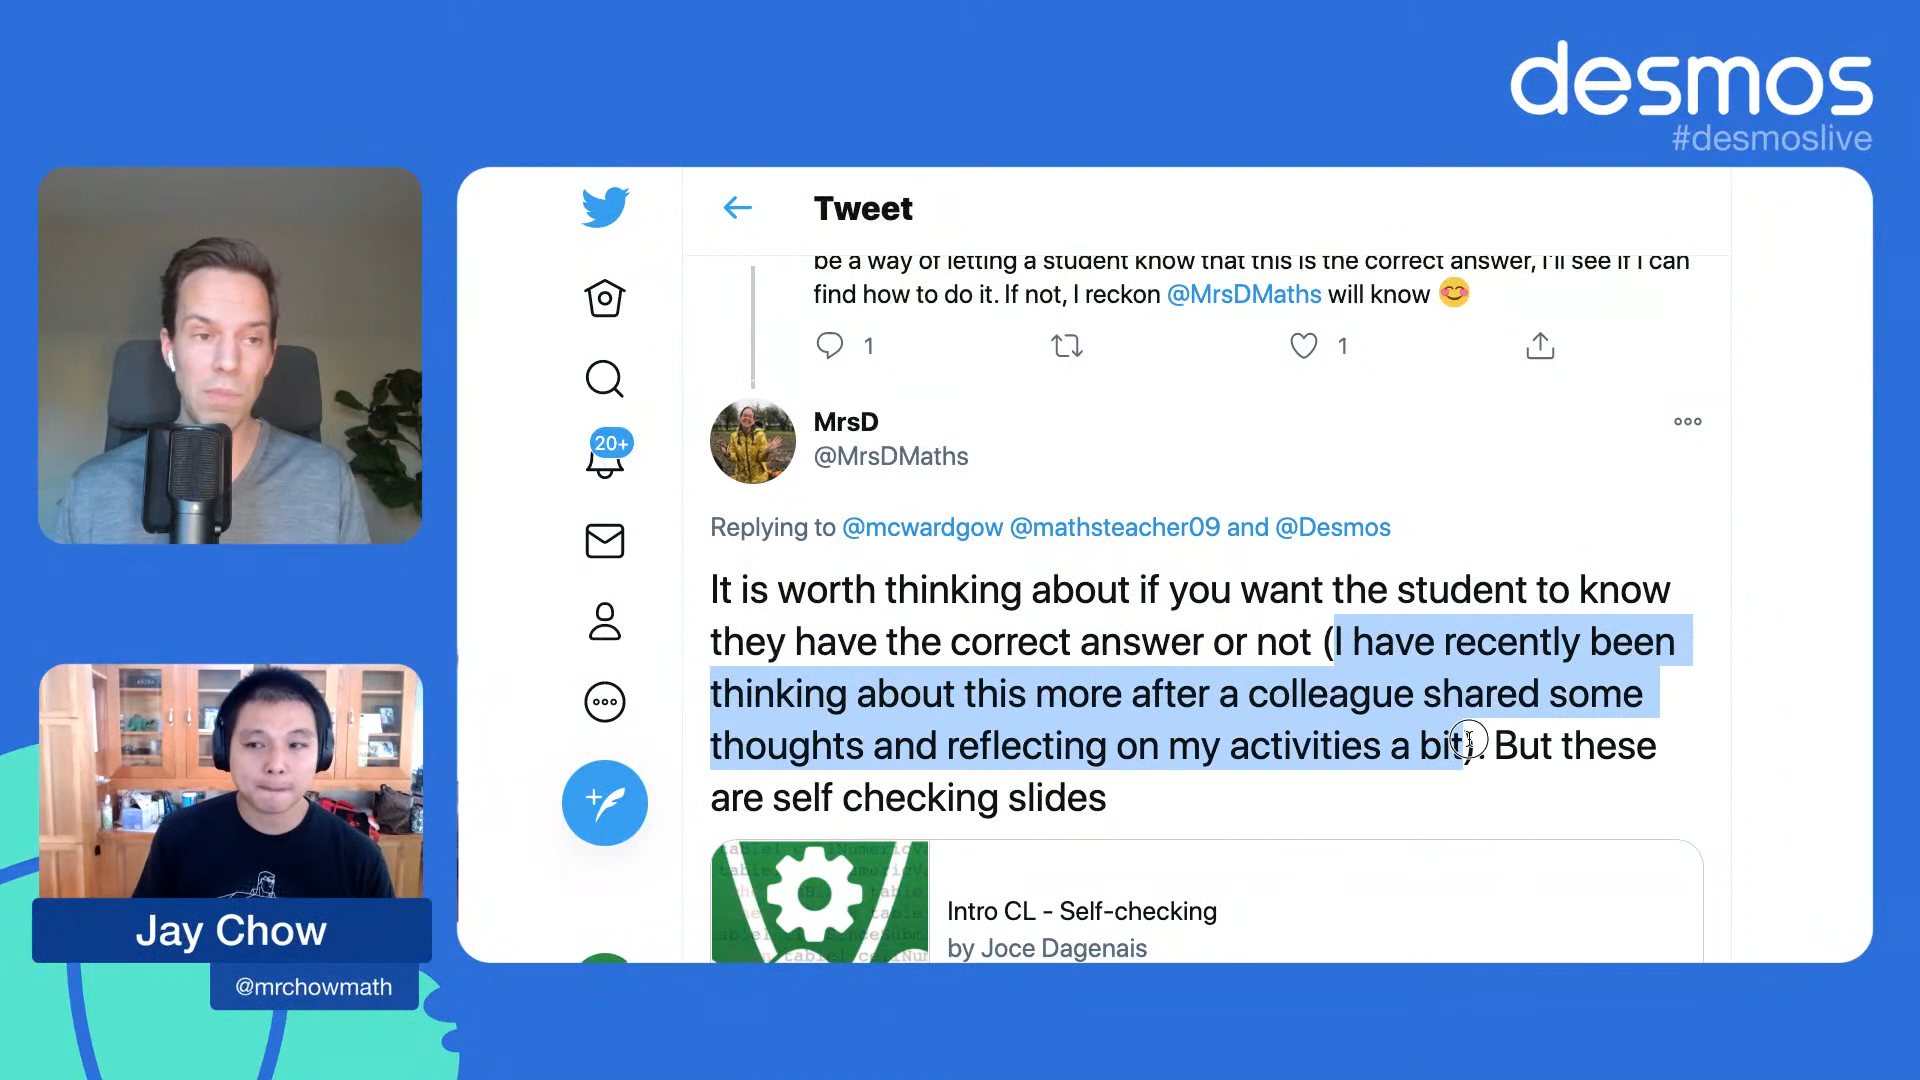 desmos
#desmoslive
Tweet
be a way of letting a student know that this is the correct answer, I'll see if I can
find how to do it. If not, I reckon @MrsDMaths will know 😊
1
1
20+
MrsD
@MrsDMaths
Replying to @mcwardgow @mathsteacher09 and @Desmos
It is worth thinking about if you want the student to know
they have the correct answer or not (I have recently been
thinking about this more after a colleague shared some
thoughts and reflecting on my activities a bit). But these
are self checking slides
Intro CL - Self-checking
by Joce Dagenais
Jay Chow
@mrchowmath